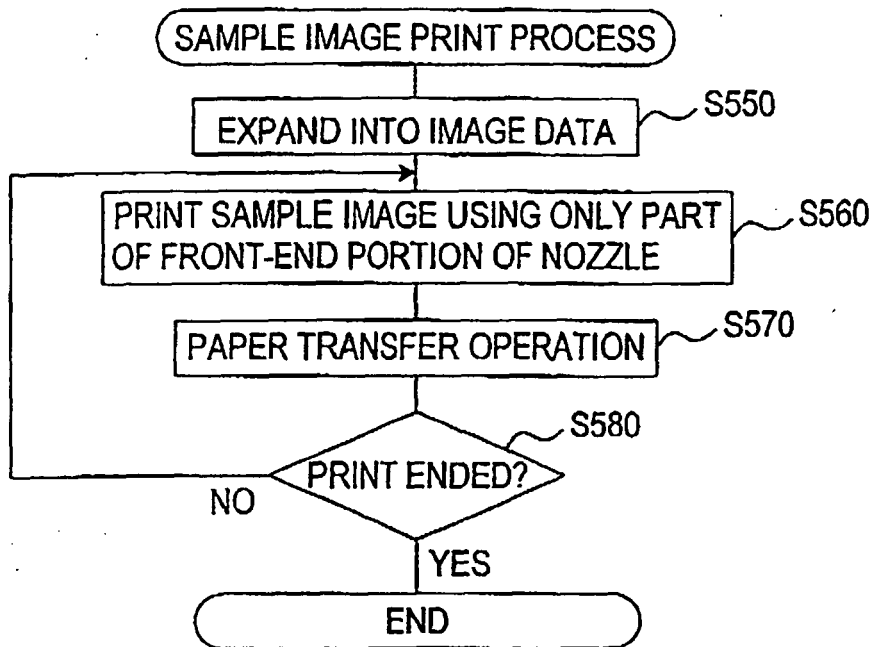 SAMPLE IMAGE PRINT PROCESS
S550
EXPAND INTO IMAGE DATA
PRINT SAMPLE IMAGE USING ONLY PART
OF FRONT-END PORTION OF NOZZLE
S560
PAPER TRANSFER OPERATION
S570
S580
PRINT ENDED?
NO
YES
END